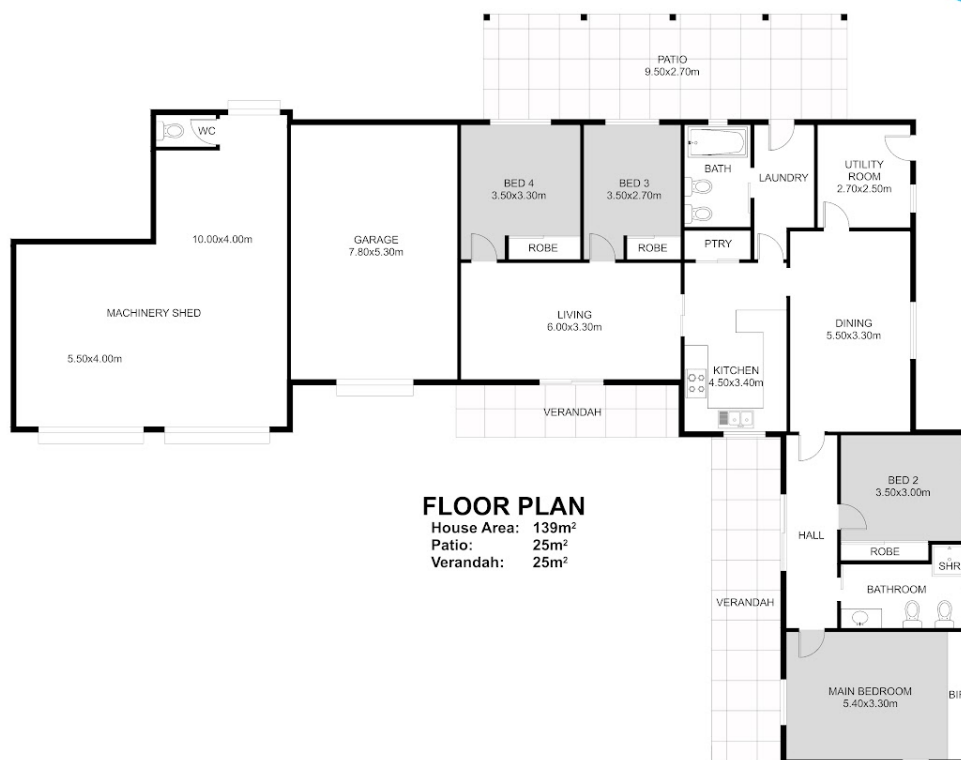 PATIO
9.50x2.70m
WC
BATH
LAUNDRY
UTILITY
ROOM
2.70x2.50m
BED 4
3.50x3.30m
BED 3
3.50x2.70m
10.00x4.00m
GARAGE
7.80x5.30m
ROBE
ROBE
PTRY
MACHINERY SHED
LIVING
6.00x3.30m
DINING
5.50x3.30m
5.50x4.00m
KITCHEN
4.50x3.40m
VERANDAH
BED 2
3.50x3.00m
FLOOR PLAN
House Area: 139m²
Patio: 25m²
Verandah: 25m²
HALL
ROBE
SHR
BATHROOM
VERANDAH
MAIN BEDROOM
5.40x3.30m